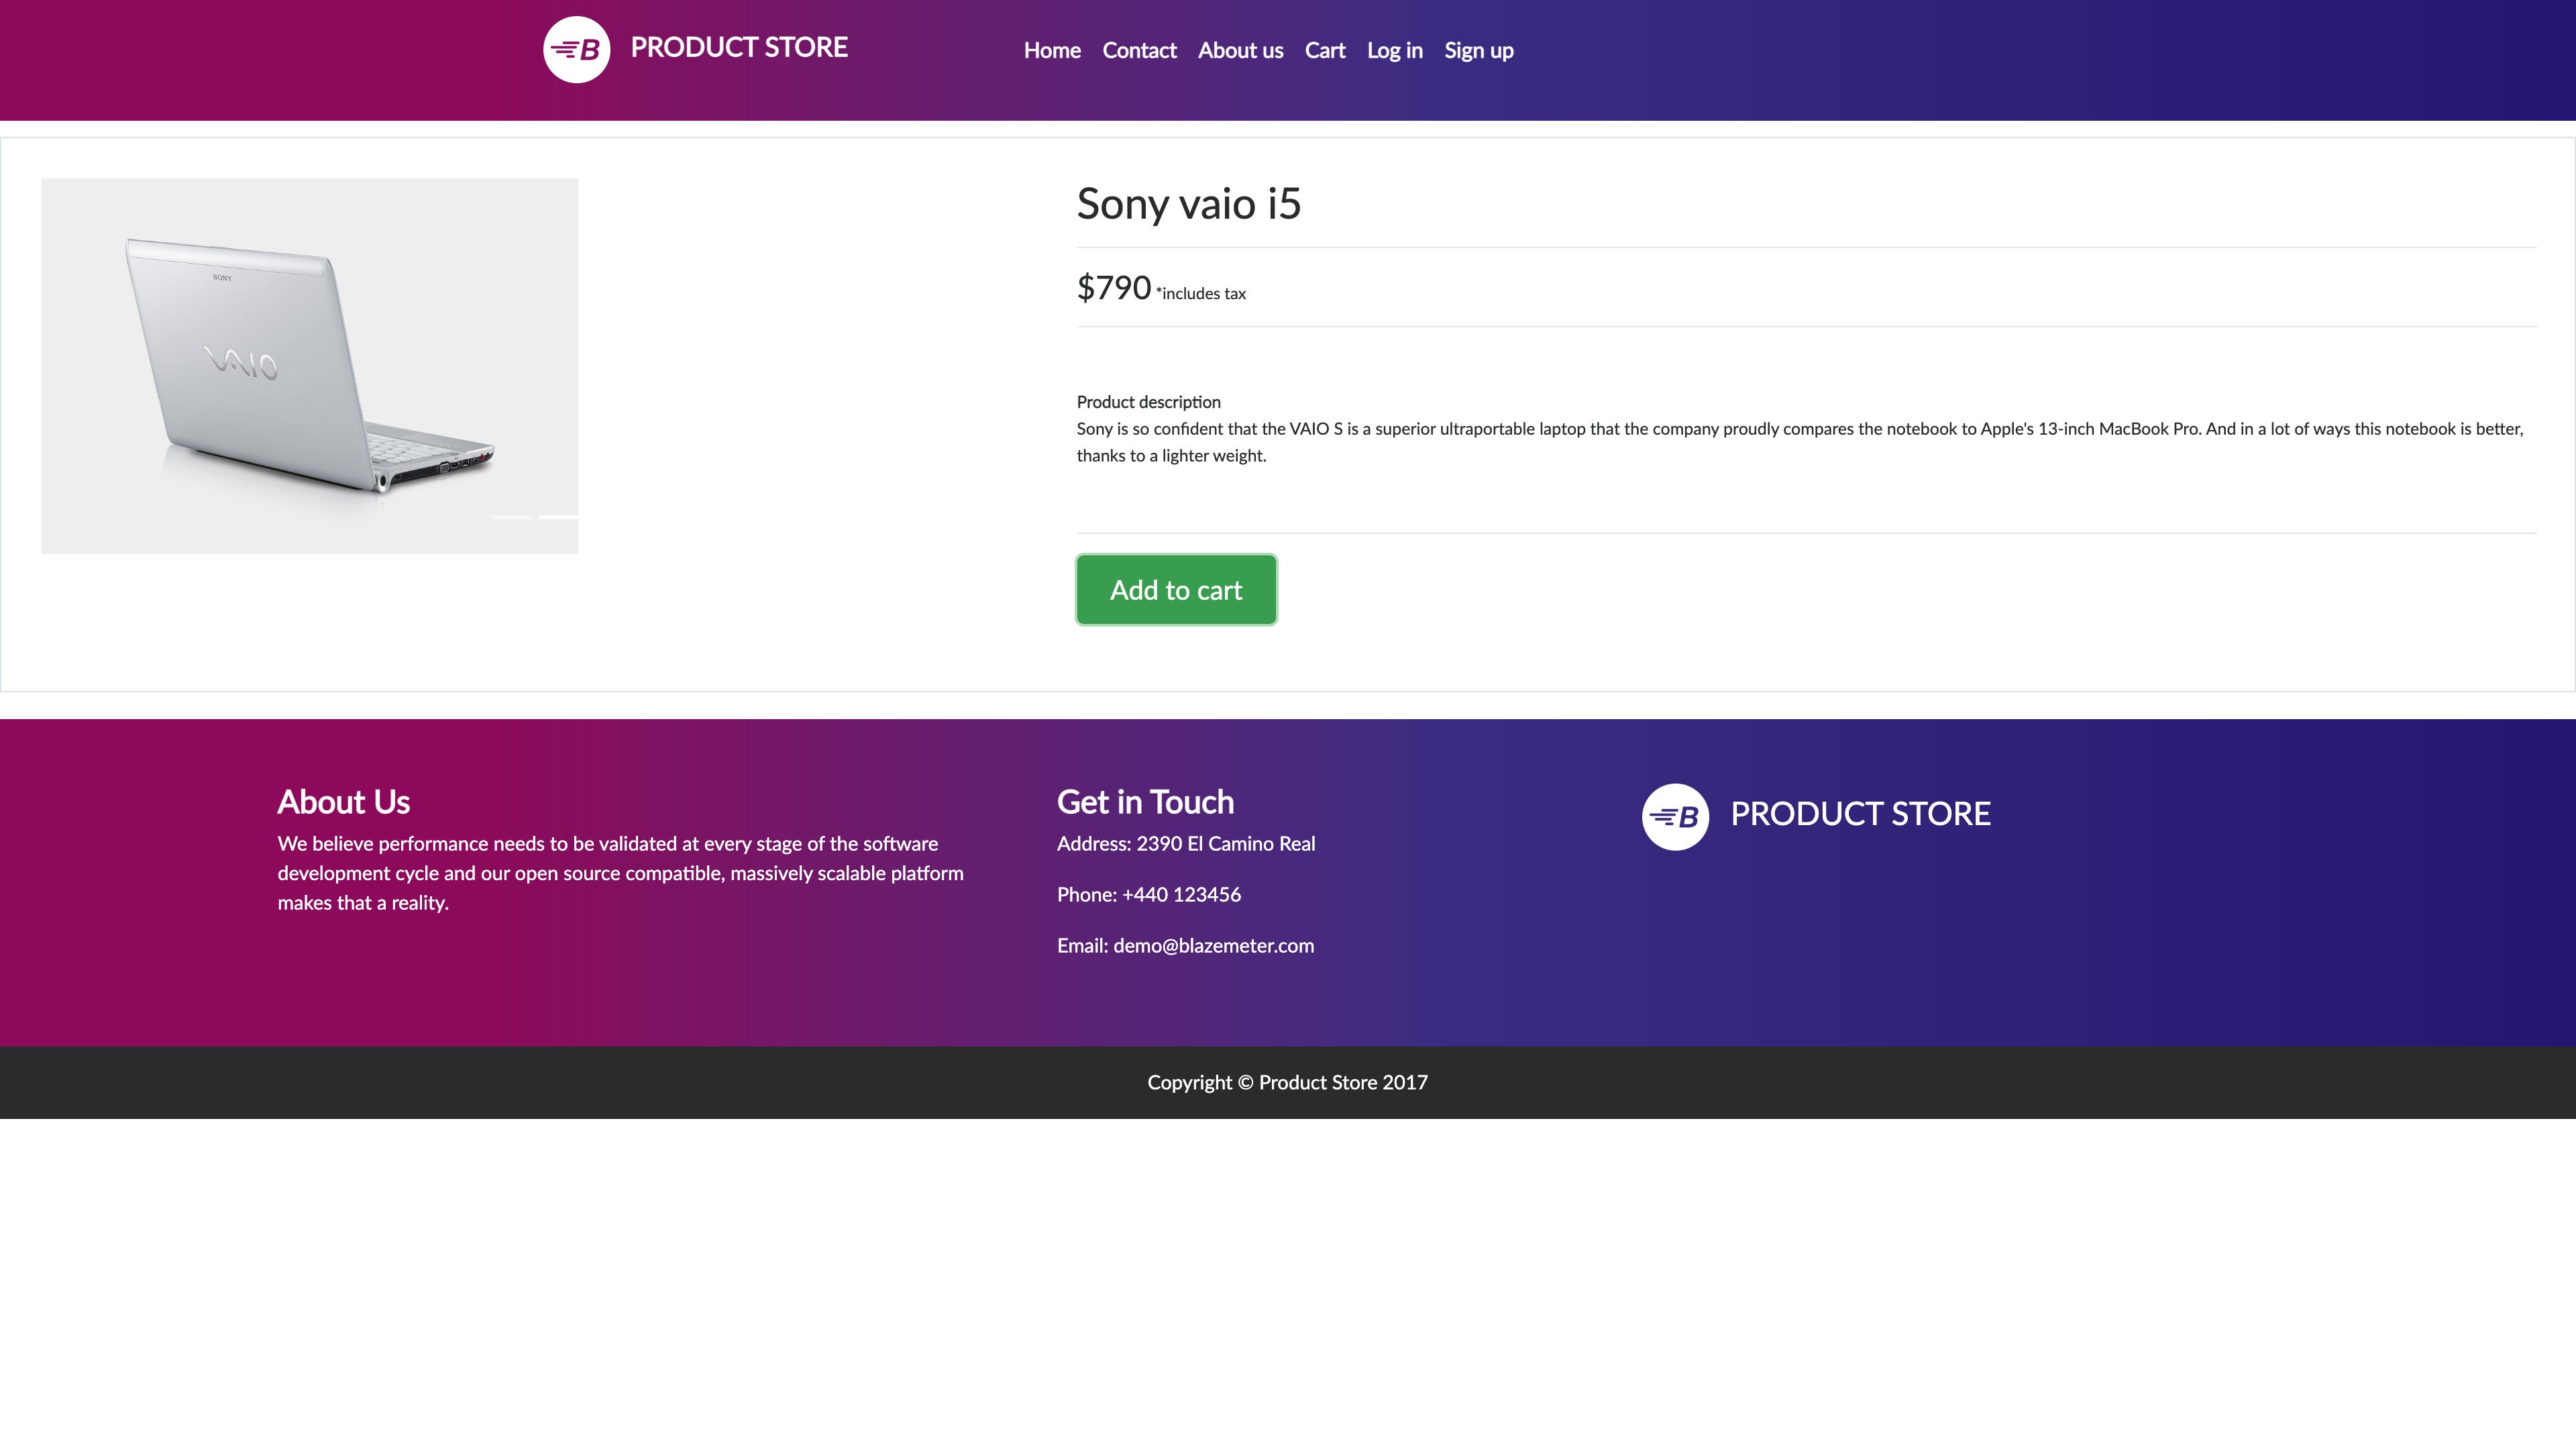 B PRODUCT STORE Home Contact About us Cart Log in Sign up
SONY
VAIO
Sony vaio i5
$790 *includes tax
Product description
Sony is so confident that the VAIO S is a superior ultraportable laptop that the company proudly compares the notebook to Apple's 13-inch MacBook Pro. And in a lot of ways this notebook is better,
thanks to a lighter weight.
Add to cart
About Us
We believe performance needs to be validated at every stage of the software
development cycle and our open source compatible, massively scalable platform
makes that a reality.
Get in Touch
Address: 2390 El Camino Real
Phone: +440 123456
Email: demo@blazemeter.com
B PRODUCT STORE
Copyright © Product Store 2017